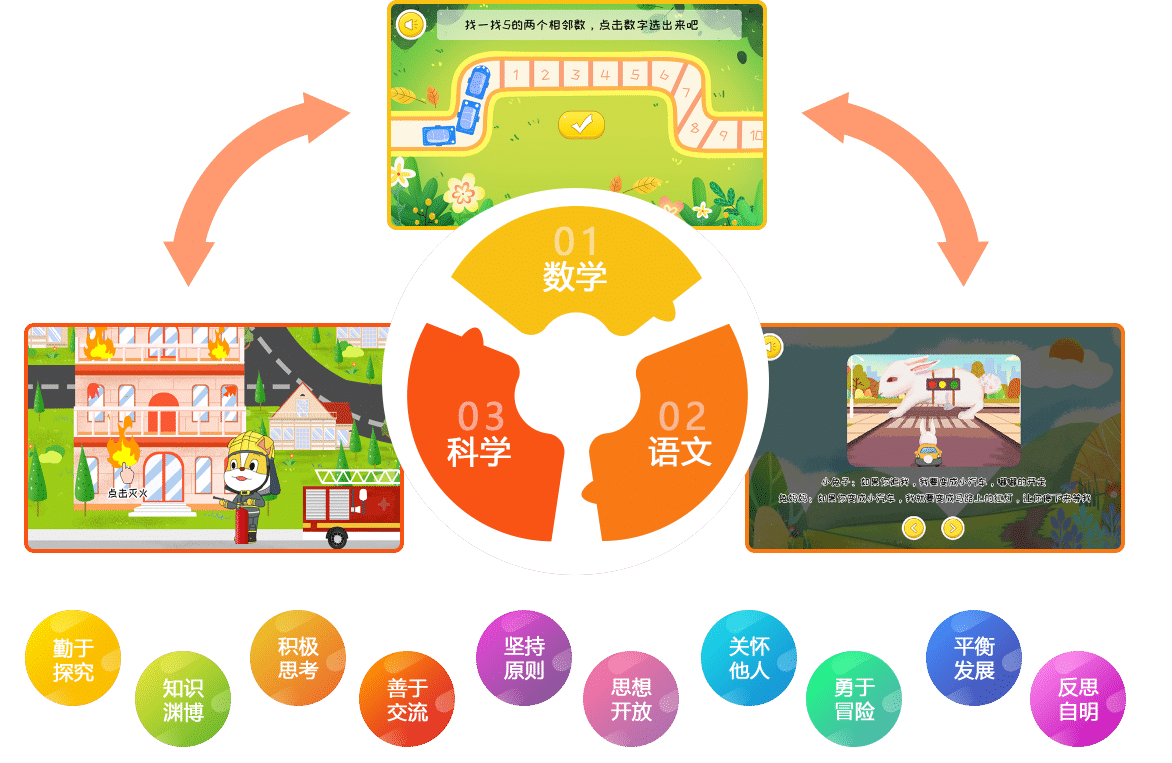 找一找5的两个相邻数，点击数字选出来吧
1 2 3 4 5 6 7 8 9 10
01
数学
03
科学
02
语文
点击灭火
小兔子：如果你追我，我要变成小汽车，嘟嘟的开走
兔妈妈：如果你变成小汽车，我就要变成马路上的红灯，让你停下来等我
勤于
探究
知识
渊博
积极
思考
善于
交流
坚持
原则
思想
开放
关怀
他人
勇于
冒险
平衡
发展
反思
自明